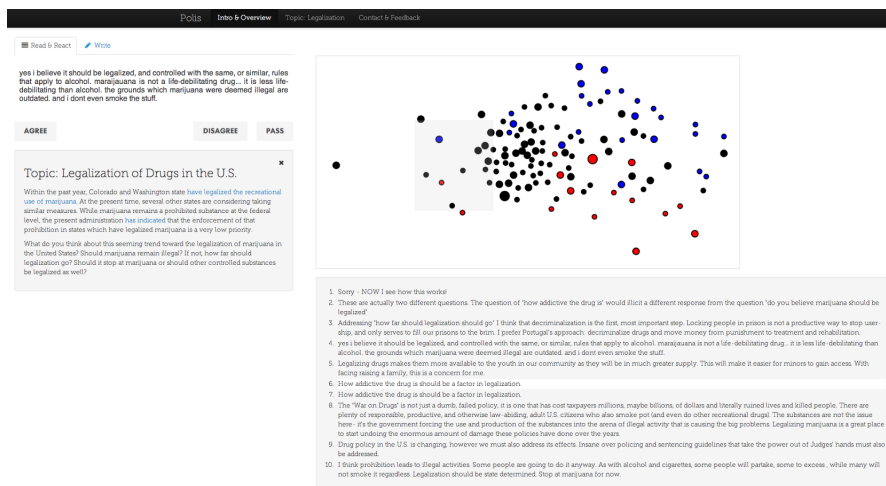 Polis Intro & Overview Topic: Legalization Contact & Feedback
Read & React Write
yes i believe it should be legalized, and controlled with the same, or similar, rules
that apply to alcohol. maraijauana is not a life-debilitating drug... it is less life-
debilitating than alcohol. the grounds which marijuana were deemed illegal are
outdated. and i dont even smoke the stuff.
AGREE DISAGREE PASS
Topic: Legalization of Drugs in the U.S.
Within the past year, Colorado and Washington state have legalized the recreational
use of marijuana. At the present time, several other states are considering taking
similar measures. While marijuana remains a prohibited substance at the federal
level, the present administration has indicated that the enforcement of that
prohibition in states which have legalized marijuana is a very low priority.
What do you think about this seeming trend toward the legalization of marijuana in
the United States? Should marijuana remain illegal? If not, how far should
legalization go? Should it stop at marijuana or should other controlled substances
be legalized as well?
1. Sorry - NOW I see how this works!
2. These are actually two different questions. The question of "how addictive the drug is" would illicit a different response from the question "do you believe marijuana should be
legalized"
3. Addressing "how far should legalization should go" I think that decriminalization is the first, most important step. Locking people in prison is not a productive way to stop user-
ship, and only serves to fill our prisons to the brim. I prefer Portugal's approach: decriminalize drugs and move money from punishment to treatment and rehabilitation.
4. yes i believe it should be legalized, and controlled with the same, or similar, rules that apply to alcohol. maraijauana is not a life-debilitating drug... it is less life-debilitating than
alcohol. the grounds which marijuana were deemed illegal are outdated. and i dont even smoke the stuff.
5. Legalizing drugs makes them more available to the youth in our community as they will be in much greater supply. This will make it easier for minors to gain access. With
facing raising a family, this is a concern for me.
6. How addictive the drug is should be a factor in legalization.
7. How addictive the drug is should be a factor in legalization.
8. The "War on Drugs" is not just a dumb, failed policy, it is one that has cost taxpayers millions, maybe billions, of dollars and literally ruined lives and killed people. There are
plenty of responsible, productive, and otherwise law-abiding, adult U.S. citizens who also smoke pot (and even do other recreational drugs). The substances are not the issue
here- it's the government forcing the use and production of the substances into the arena of illegal activity that is causing the big problems. Legalizing marijuana is a great place
to start undoing the enormous amount of damage these policies have done over the years.
9. Drug policy in the U.S. is changing, however we must also address its effects. Insane over policing and sentencing guidelines that take the power out of Judges' hands must also
be addressed.
10. I think prohibition leads to illegal activities. Some people are going to do it anyway. As with alcohol and cigarettes, some people will partake, some to excess , while many will
not smoke it regardless. Legalization should be state determined. Stop at marijuana for now.